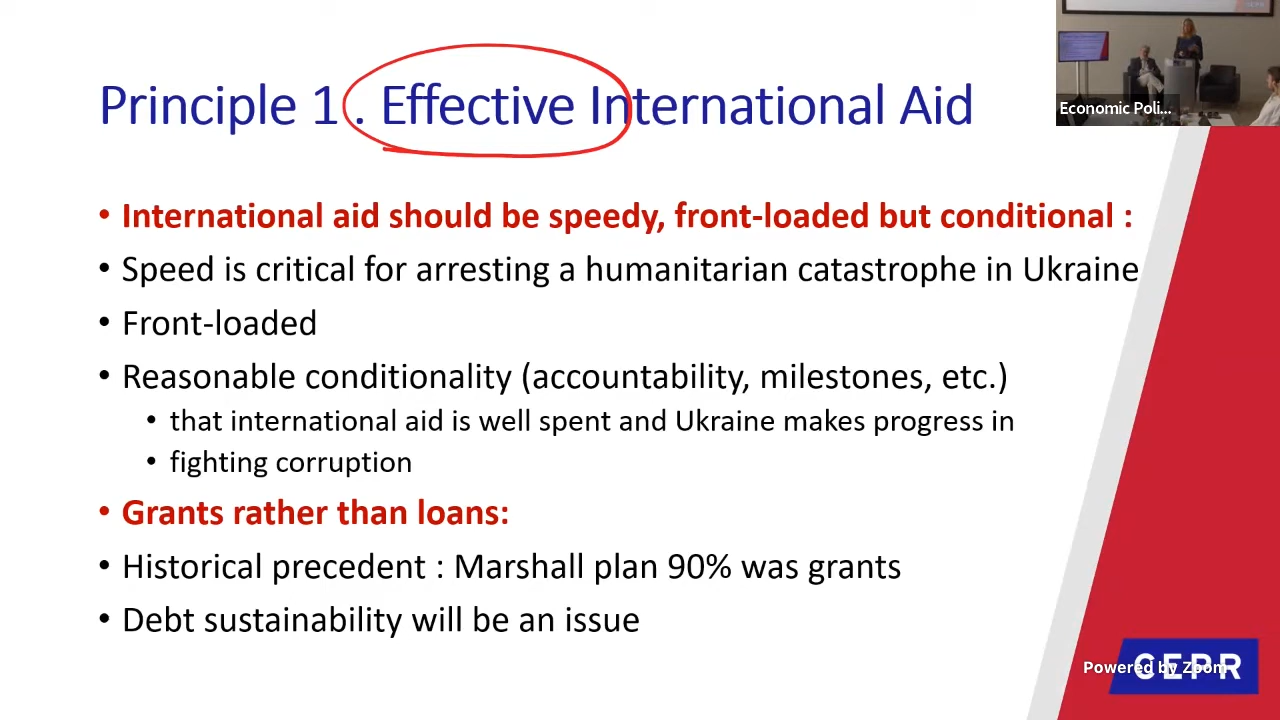 Principle 1 . Effective International Aid
Economic Poli...
• International aid should be speedy, front-loaded but conditional :
• Speed is critical for arresting a humanitarian catastrophe in Ukraine
• Front-loaded
• Reasonable conditionality (accountability, milestones, etc.)
• that international aid is well spent and Ukraine makes progress in
• fighting corruption
• Grants rather than loans:
• Historical precedent : Marshall plan 90% was grants
• Debt sustainability will be an issue
CEPR
Powered by Zoom